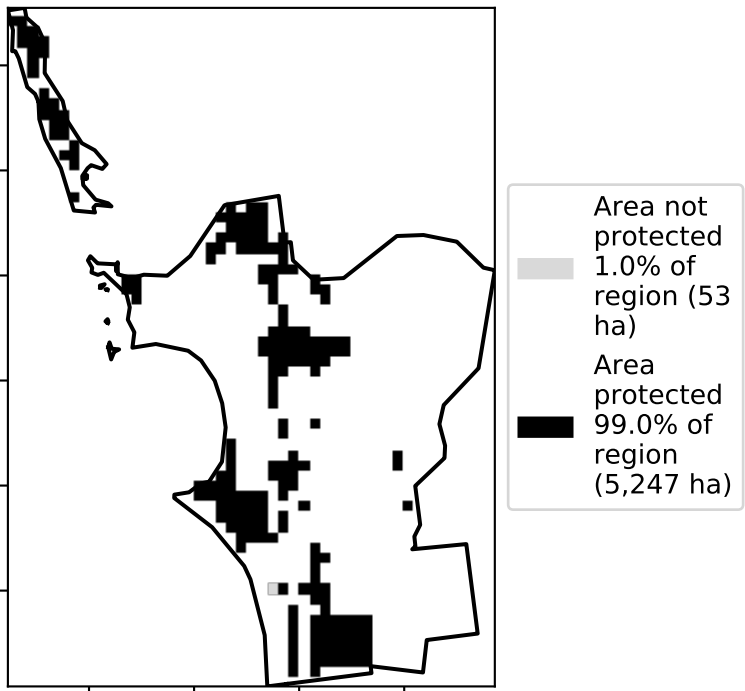 Area not
protected
1.0% of
region (53
ha)
Area
protected
99.0% of
region
(5,247 ha)